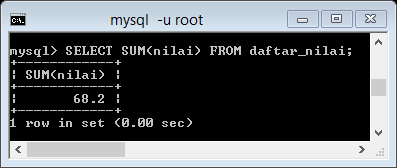 mysql -u root
mysql> SELECT SUM(nilai) FROM daftar_nilai;
+------------+
| SUM(nilai) |
+------------+
|       68.2 |
+------------+
1 row in set (0.00 sec)